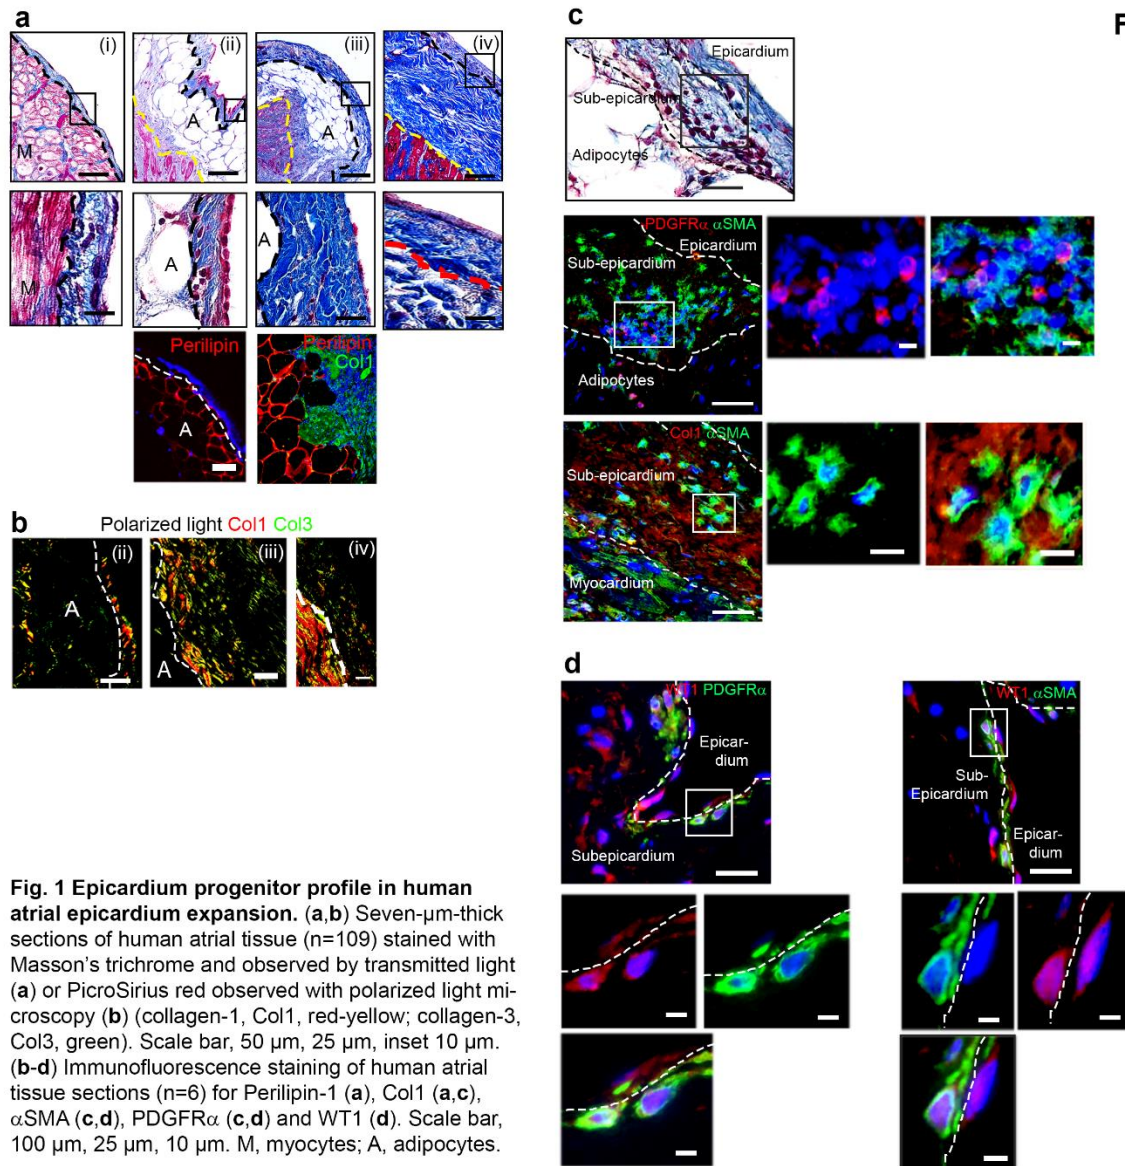 a
(i)
(ii)
(iii)
(iv)
A
M
M
A
A
Perilipin
Perilipin
Col1
A
b
Polarized light Col1 Col3
(ii)
(iii)
(iv)
A
A
c
F
Epicardium
Sub-epicardium
Adipocytes
PDGFRα αSMA
Epicardium
Sub-epicardium
Adipocytes
Col1 αSMA
Sub-epicardium
Myocardium
d
WT1 PDGFRα
Epicar-
dium
Subepicardium
WT1 αSMA
Sub-
Epicardium
Epicar-
dium
Fig. 1 Epicardium progenitor profile in human
atrial epicardium expansion. (a,b) Seven-µm-thick
sections of human atrial tissue (n=109) stained with
Masson's trichrome and observed by transmitted light
(a) or PicroSirius red observed with polarized light mi-
croscopy (b) (collagen-1, Col1, red-yellow; collagen-3,
Col3, green). Scale bar, 50 µm, 25 µm, inset 10 µm.
(b-d) Immunofluorescence staining of human atrial
tissue sections (n=6) for Perilipin-1 (a), Col1 (a,c),
αSMA (c,d), PDGFRα (c,d) and WT1 (d). Scale bar,
100 µm, 25 µm, 10 µm. M, myocytes; A, adipocytes.